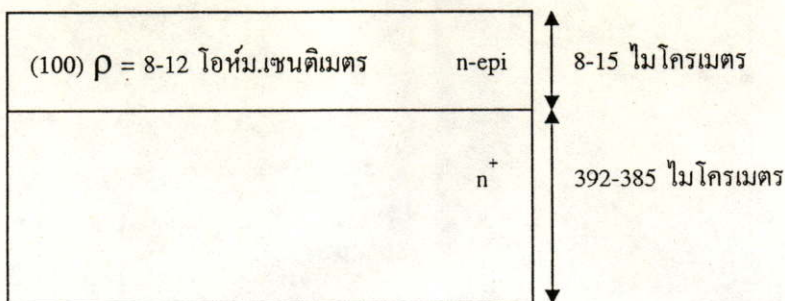 (100) ρ = 8-12 โอห์ม.เซนติเมตร n-epi 8-15 ไมโครเมตร
n⁺ 392-385 ไมโครเมตร